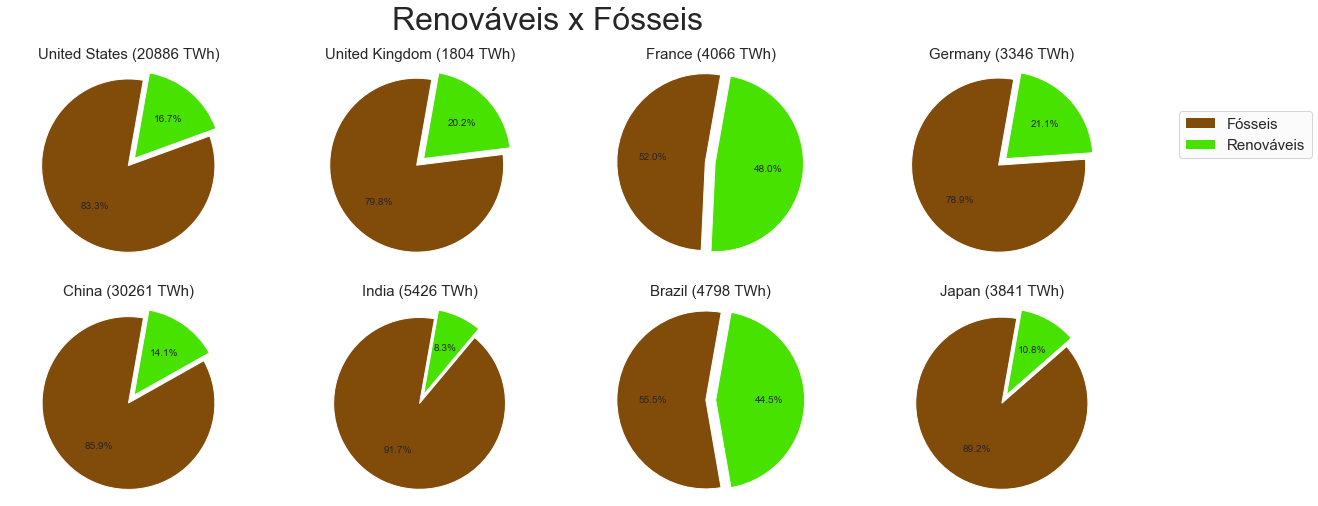 Renováveis x Fósseis
United States (20886 TWh)
16.7%
83.3%
United Kingdom (1804 TWh)
20.2%
79.8%
France (4066 TWh)
52.0%
48.0%
Germany (3346 TWh)
21.1%
78.9%
Fósseis
Renováveis
China (30261 TWh)
14.1%
85.9%
India (5426 TWh)
8.3%
91.7%
Brazil (4798 TWh)
55.5%
44.5%
Japan (3841 TWh)
10.8%
89.2%